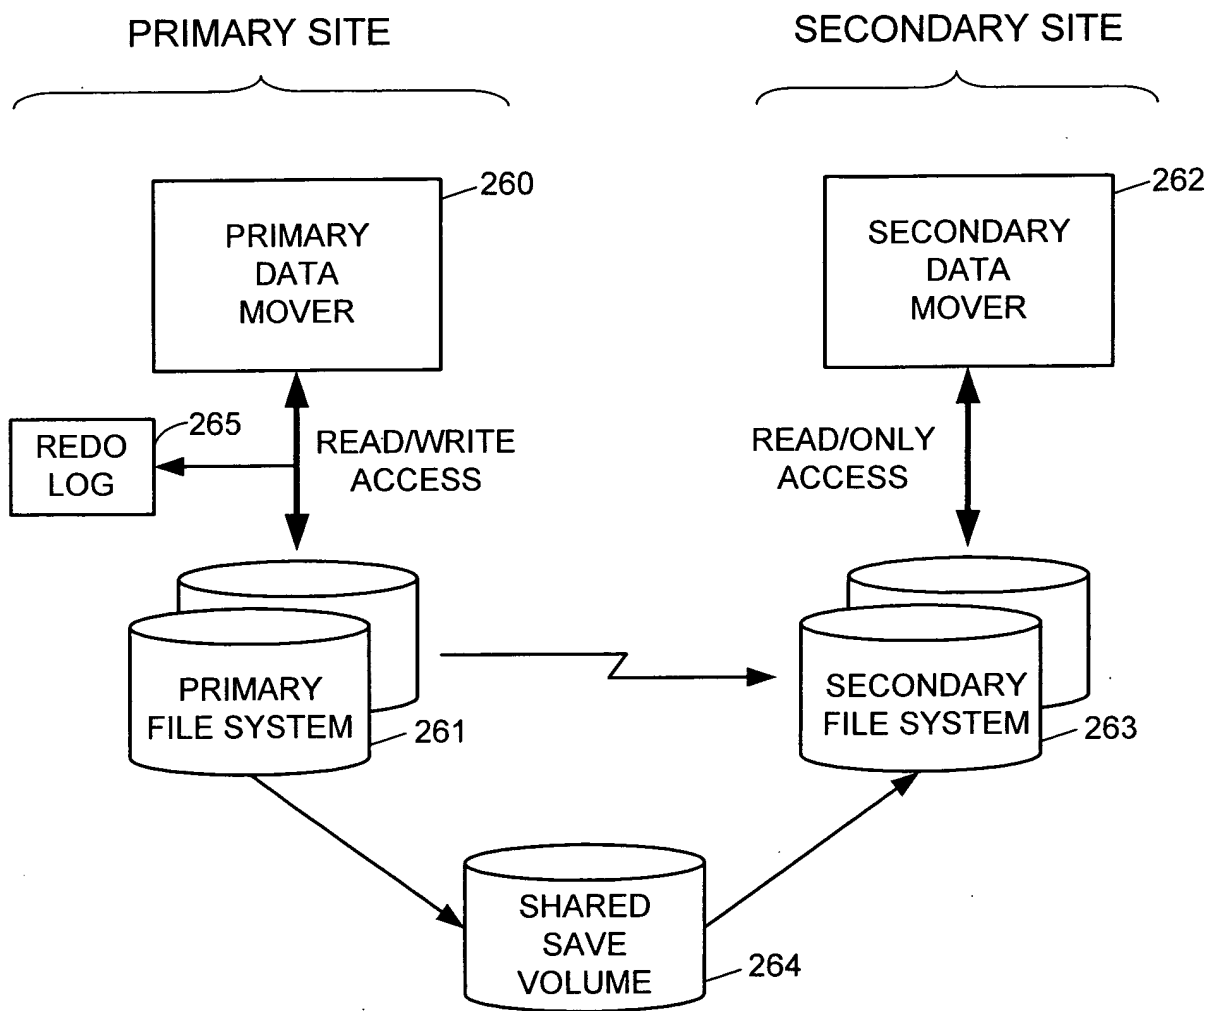 PRIMARY SITE
SECONDARY SITE
260
PRIMARY
DATA
MOVER
262
SECONDARY
DATA
MOVER
265
REDO
LOG
READ/WRITE
ACCESS
READ/ONLY
ACCESS
PRIMARY
FILE SYSTEM
261
SECONDARY
FILE SYSTEM
263
SHARED
SAVE
VOLUME
264